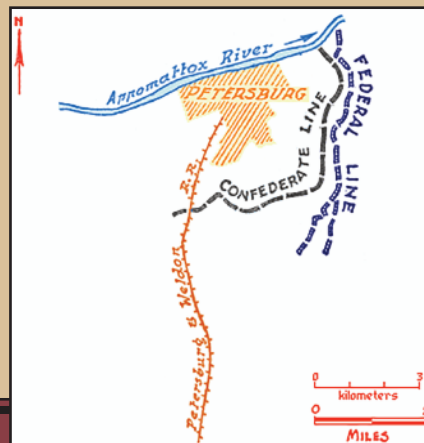 N
Appomattox River
PETERSBURG
FEDERAL LINE
CONFEDERATE LINE
Petersburg & Weldon R.R.
0 3
kilometers
0
MILES